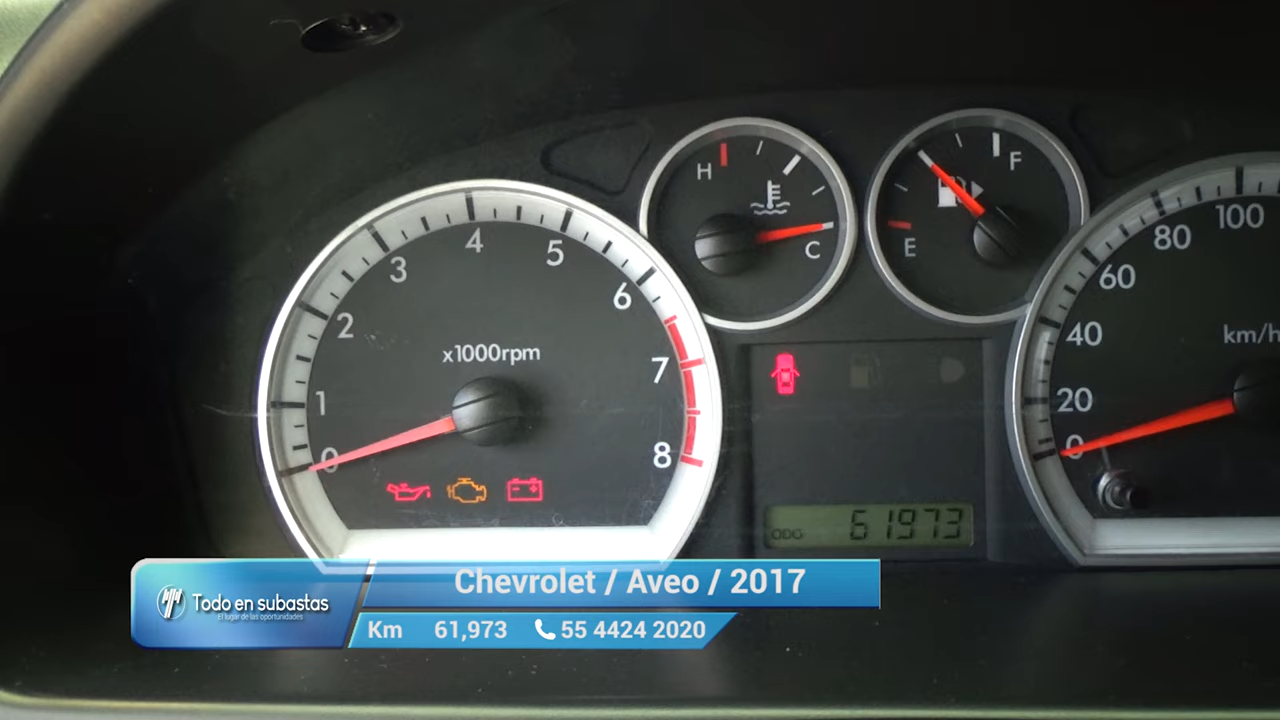 H
C
F
E
0
1
2
3
4
5
6
7
8
x1000rpm
0
20
40
60
80
100
km/h
ODO 61973
Chevrolet / Aveo / 2017
Todo en subastas
El lugar de las oportunidades
Km 61,973 55 4424 2020